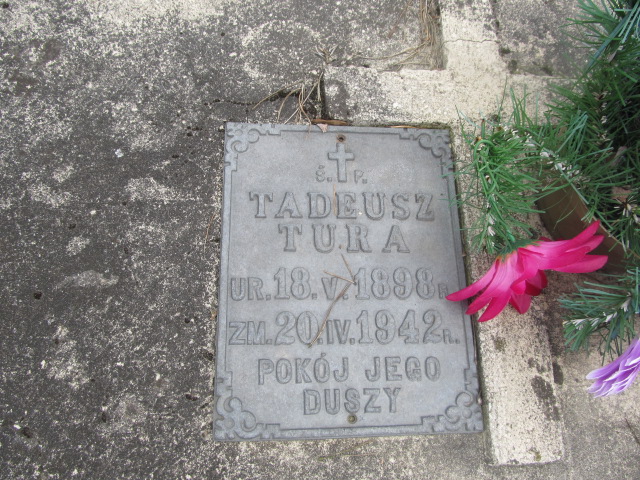 Ś. P.
TADEUSZ
TURA
UR. 18. V. 1898 R.
ZM. 20. IV. 1942 R.
POKÓJ JEGO
DUSZY